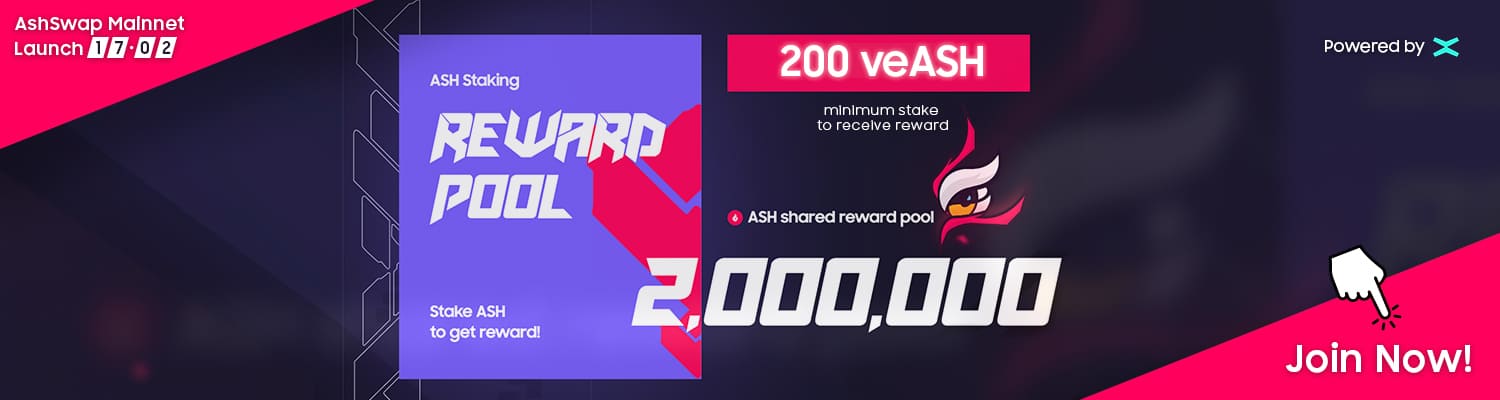 AshSwap Mainnet
Launch 17·02
ASH Staking
REWARD
POOL
Stake ASH
to get reward!
200 veASH
minimum stake
to receive reward
ASH shared reward pool
2,000,000
Powered by
Join Now!